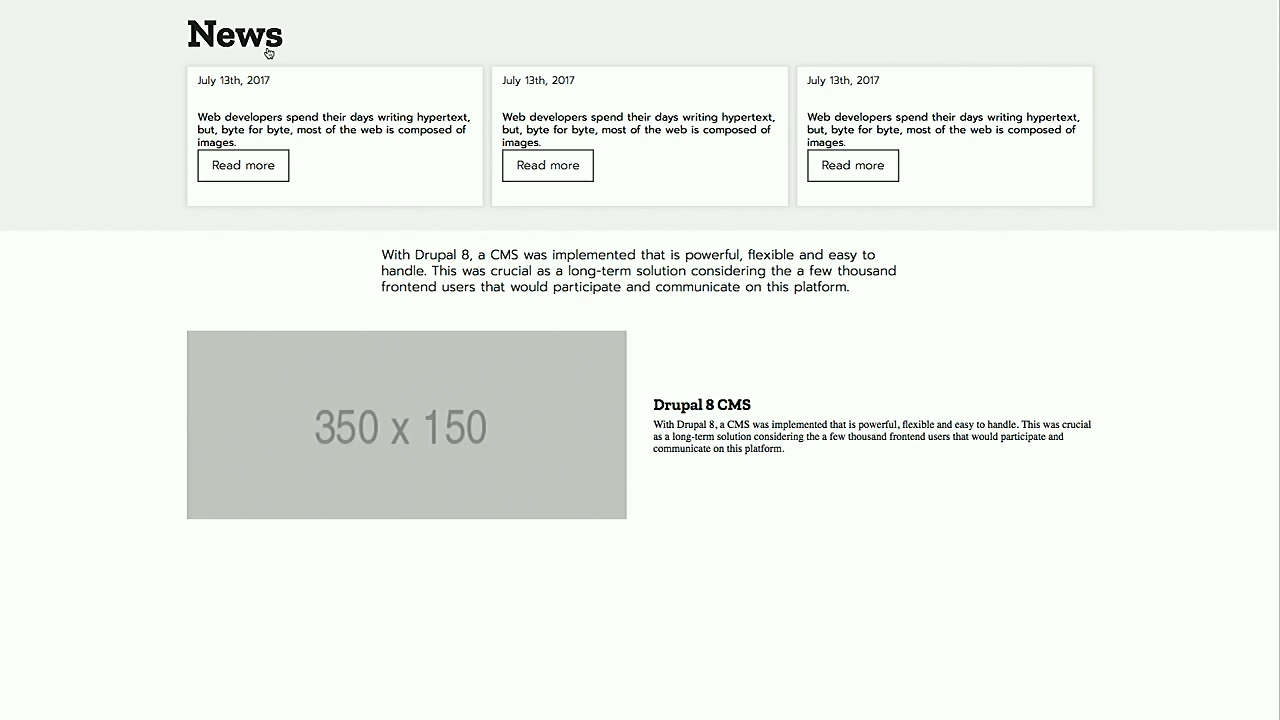 News
July 13th, 2017
Web developers spend their days writing hypertext,
but, byte for byte, most of the web is composed of
images.
Read more
July 13th, 2017
Web developers spend their days writing hypertext,
but, byte for byte, most of the web is composed of
images.
Read more
July 13th, 2017
Web developers spend their days writing hypertext,
but, byte for byte, most of the web is composed of
images.
Read more
With Drupal 8, a CMS was implemented that is powerful, flexible and easy to
handle. This was crucial as a long-term solution considering the a few thousand
frontend users that would participate and communicate on this platform.
350 x 150
Drupal 8 CMS
With Drupal 8, a CMS was implemented that is powerful, flexible and easy to handle. This was crucial
as a long-term solution considering the a few thousand frontend users that would participate and
communicate on this platform.